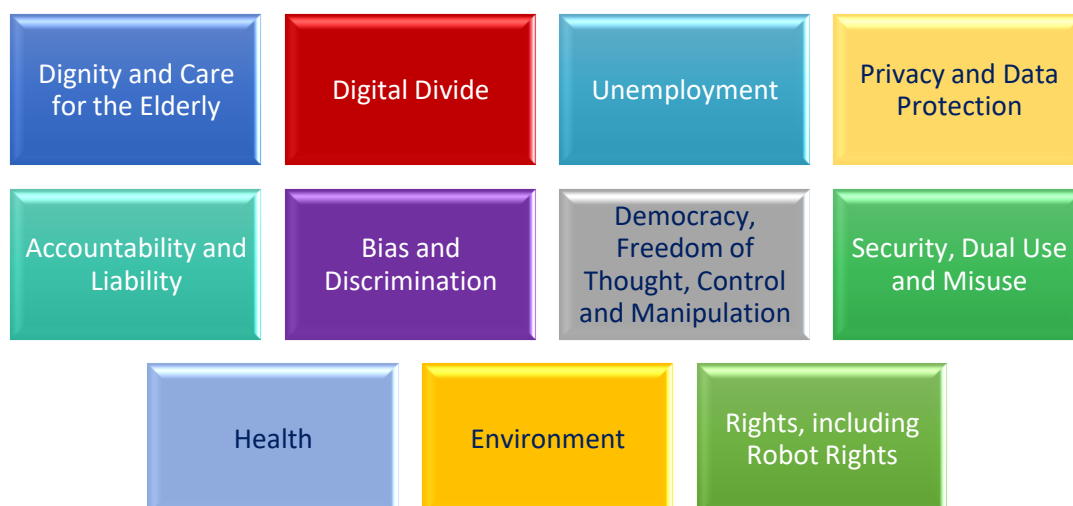 Dignity and Care
for the Elderly
Digital Divide
Unemployment
Privacy and Data
Protection
Accountability and
Liability
Bias and
Discrimination
Democracy,
Freedom of
Thought, Control
and Manipulation
Security, Dual Use
and Misuse
Health
Environment
Rights, including
Robot Rights